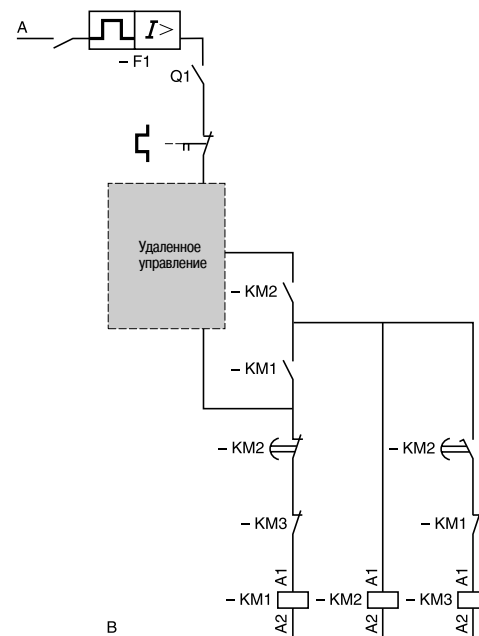 A
I>
– F1
Q1
Удаленное
управление
– KM2
– KM1
– KM2
– KM2
– KM3
– KM1
A1
A1
A1
– KM1
– KM2
– KM3
A2
A2
A2
B